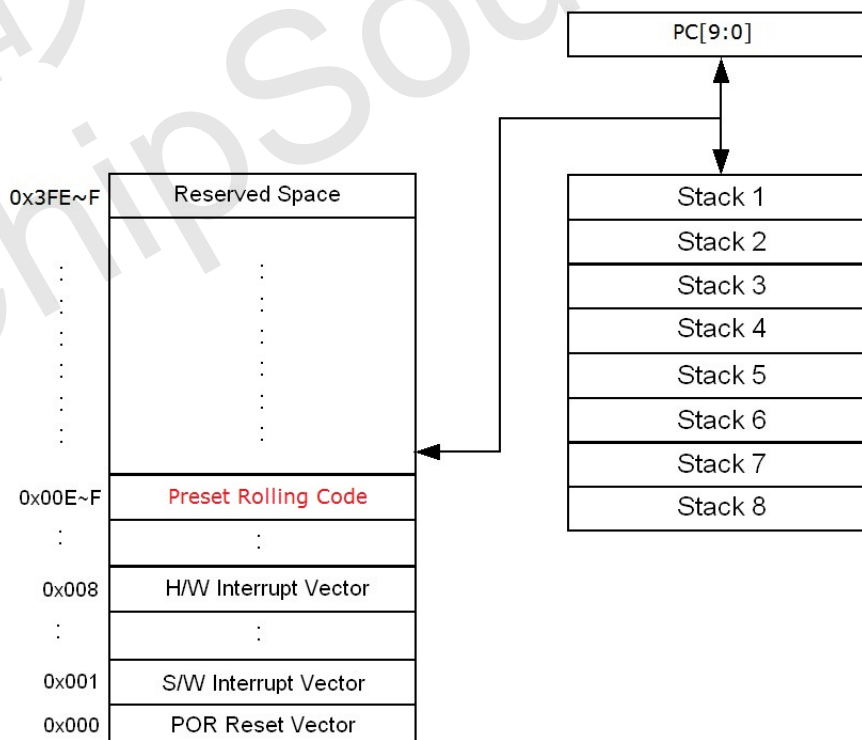 PC[9:0]
0x3FE~F Reserved Space
Stack 1
Stack 2
Stack 3
Stack 4
Stack 5
Stack 6
Stack 7
Stack 8
0x00E~F Preset Rolling Code
0x008 H/W Interrupt Vector
0x001 S/W Interrupt Vector
0x000 POR Reset Vector